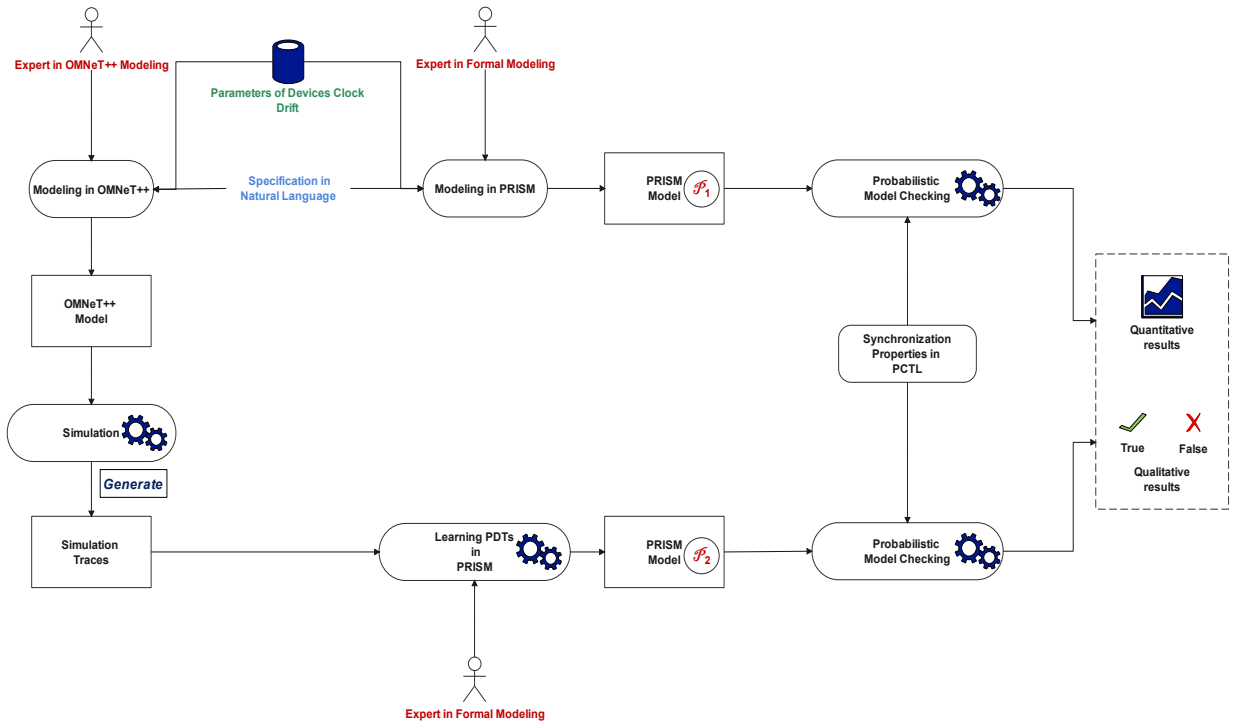 Expert in OMNeT++ Modeling
Parameters of Devices Clock
Drift
Expert in Formal Modeling
Modeling in OMNeT++
Specification in
Natural Language
Modeling in PRISM
PRISM
Model
𝒫1
Probabilistic
Model Checking
OMNeT++
Model
Synchronization
Properties in
PCTL
Quantitative
results
True
False
Qualitative
results
Simulation
Generate
Simulation
Traces
Learning PDTs
in
PRISM
PRISM
Model
𝒫2
Probabilistic
Model Checking
Expert in Formal Modeling